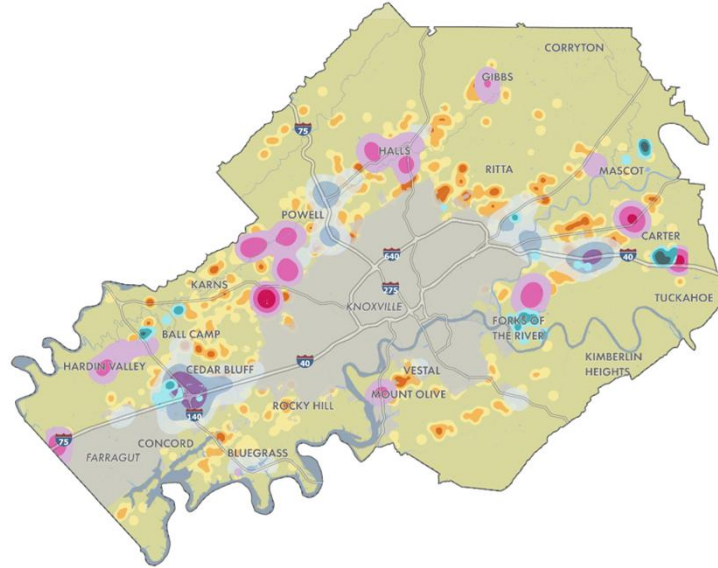 CORRYTON
GIBBS
75
HALLS
RITTA
MASCOT
POWELL
CARTER
640
40
KARNS
275
TUCKAHOE
KNOXVILLE
BALL CAMP
FORKS OF
THE RIVER
40
KIMBERLIN
HEIGHTS
HARDIN VALLEY
CEDAR BLUFF
VESTAL
MOUNT OLIVE
ROCKY HILL
140
75
CONCORD
FARRAGUT
BLUEGRASS